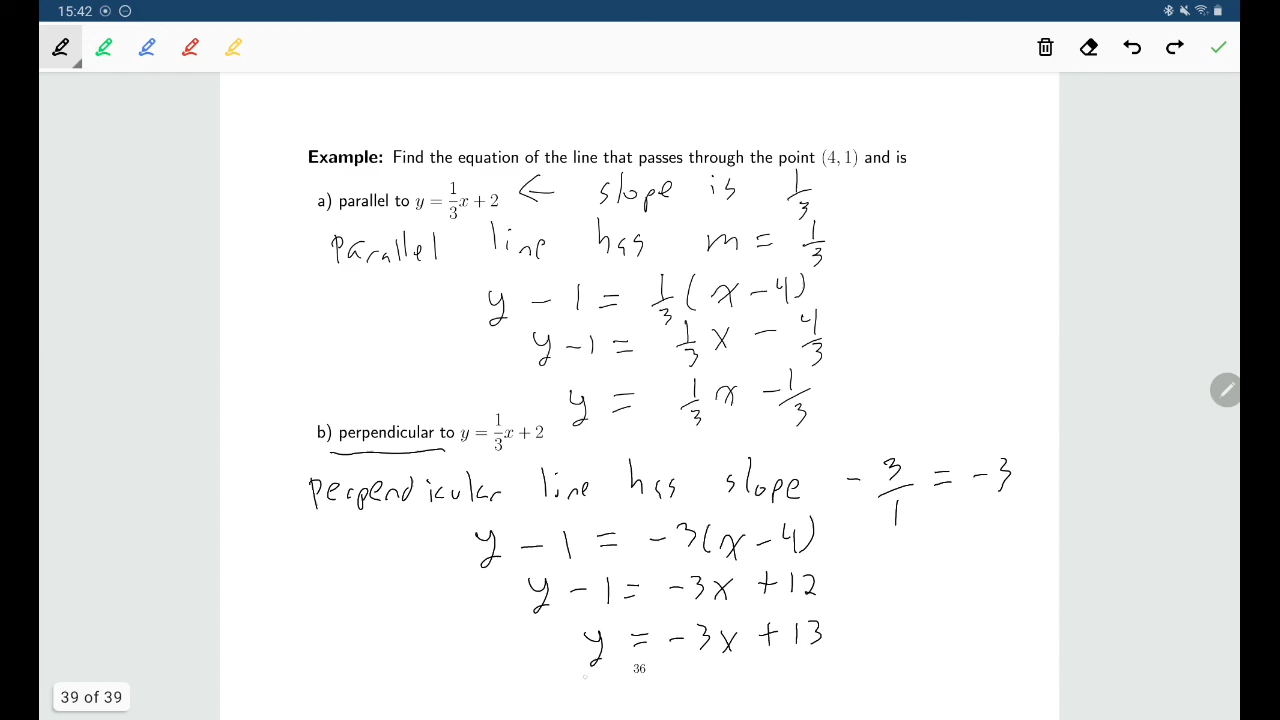 15:42
Example: Find the equation of the line that passes through the point (4, 1) and is
a) parallel to y = 1/3 x + 2 ← slope is 1/3
Parallel line has m = 1/3
y - 1 = 1/3 (x - 4)
y - 1 = 1/3 x - 4/3
y = 1/3 x - 1/3
b) perpendicular to y = 1/3 x + 2
Perpendicular line has slope - 3/1 = -3
y - 1 = -3(x - 4)
y - 1 = -3x + 12
y = -3x + 13
36
39 of 39